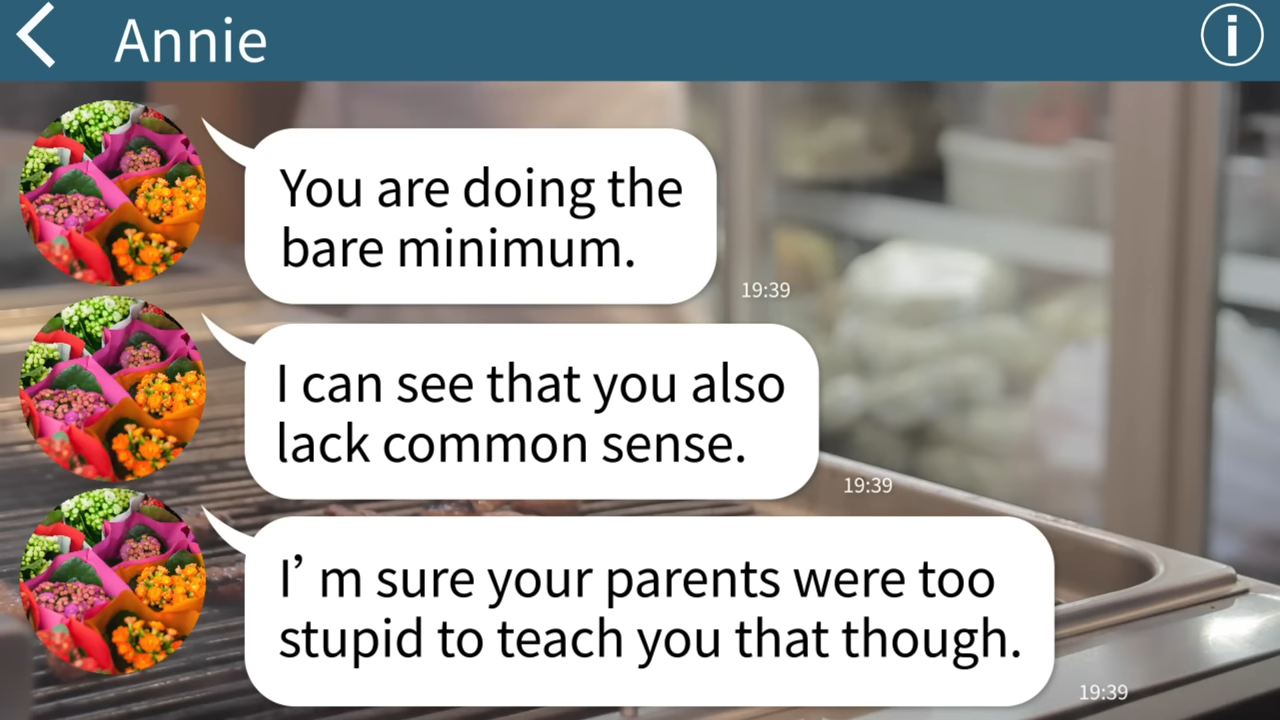 Annie
You are doing the
bare minimum.
19:39
I can see that you also
lack common sense.
19:39
I’ m sure your parents were too
stupid to teach you that though.
19:39